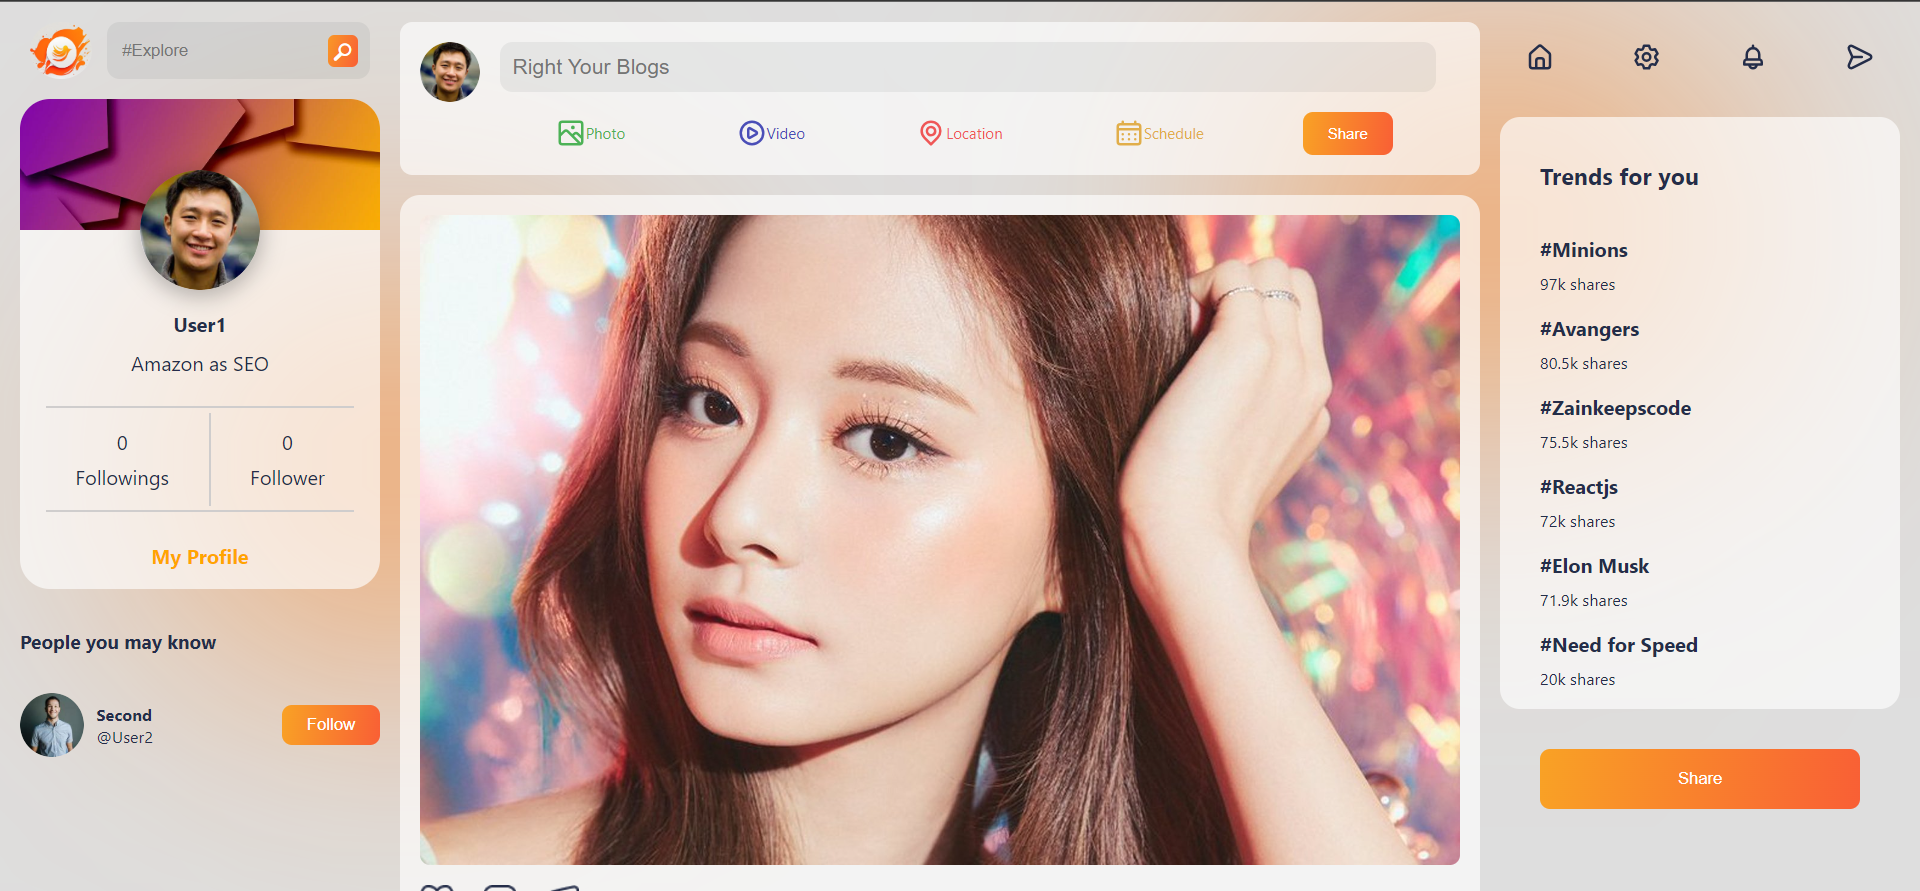 #Explore
User1
Amazon as SEO
0
Followings
0
Follower
My Profile
People you may know
Second
@User2
Follow
Right Your Blogs
Photo
Video
Location
Schedule
Share
Trends for you
#Minions
97k shares
#Avangers
80.5k shares
#Zainkeepscode
75.5k shares
#Reactjs
72k shares
#Elon Musk
71.9k shares
#Need for Speed
20k shares
Share